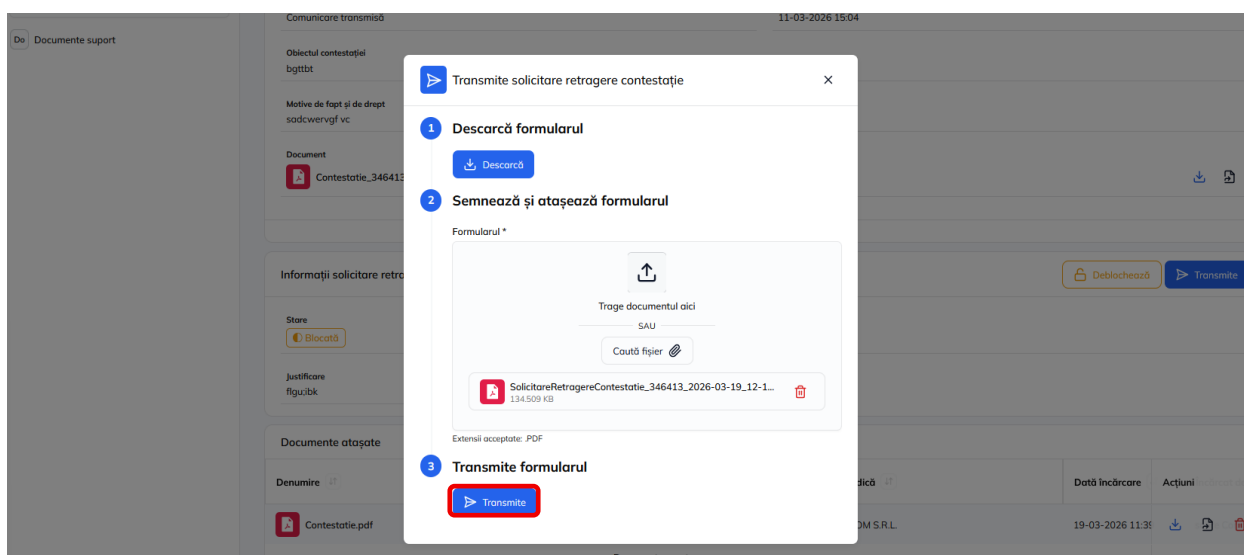 Comunicare transmisă
11-03-2026 15:04
Do Documente suport
Obiectul contestației
bgttbt
Motive de fapt și de drept
sadcwervgf vc
Document
Contestatie_346413
Transmite solicitare retragere contestație
1 Descarcă formularul
Descarcă
2 Semnează și atașează formularul
Formularul *
Trage documentul aici
SAU
Caută fișier
SolicitareRetragereContestatie_346413_2026-03-19_12-1...
134.509 KB
Extensii acceptate: .PDF
3 Transmite formularul
Transmite
Informații solicitare retra
Deblochează
Transmite
Stare
Blocată
Justificare
Documente atașate
Denumire
dică
Dată încărcare
Acțiuni
Contestatie.pdf
OM S.R.L.
19-03-2026 11:39